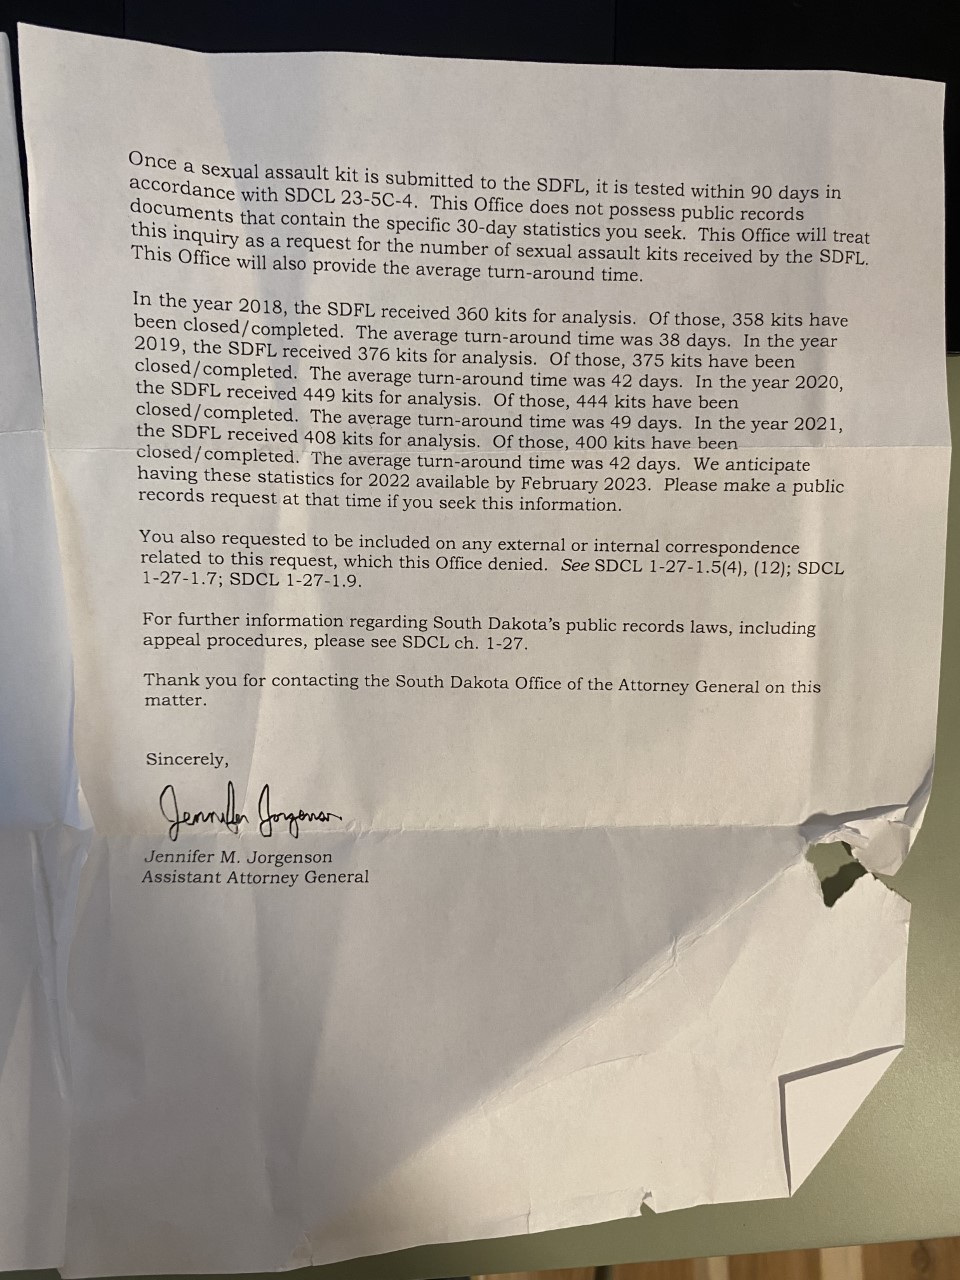 Once a sexual assault kit is submitted to the SDFL, it is tested within 90 days in
accordance with SDCL 23-5C-4.  This Office does not possess public records
documents that contain the specific 30-day statistics you seek.  This Office will treat
this inquiry as a request for the number of sexual assault kits received by the SDFL.
This Office will also provide the average turn-around time.
In the year 2018, the SDFL received 360 kits for analysis.  Of those, 358 kits have
been closed/completed.  The average turn-around time was 38 days.  In the year
2019, the SDFL received 376 kits for analysis.  Of those, 375 kits have been
closed/completed.  The average turn-around time was 42 days.  In the year 2020,
the SDFL received 449 kits for analysis.  Of those, 444 kits have been
closed/completed.  The average turn-around time was 49 days.  In the year 2021,
the SDFL received 408 kits for analysis.  Of those, 400 kits have been
closed/completed.  The average turn-around time was 42 days.  We anticipate
having these statistics for 2022 available by February 2023.  Please make a public
records request at that time if you seek this information.
You also requested to be included on any external or internal correspondence
related to this request, which this Office denied.  See SDCL 1-27-1.5(4), (12); SDCL
1-27-1.7; SDCL 1-27-1.9.
For further information regarding South Dakota's public records laws, including
appeal procedures, please see SDCL ch. 1-27.
Thank you for contacting the South Dakota Office of the Attorney General on this
matter.
Sincerely,
Jennifer Jorgenson
Jennifer M. Jorgenson
Assistant Attorney General